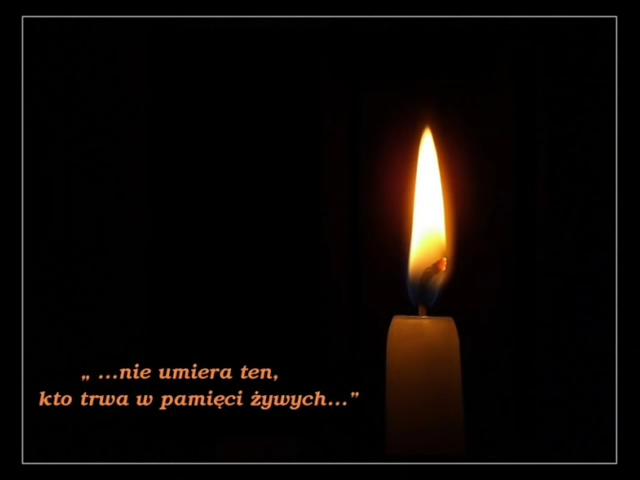 „ ...nie umiera ten,
kto trwa w pamięci żywych...”